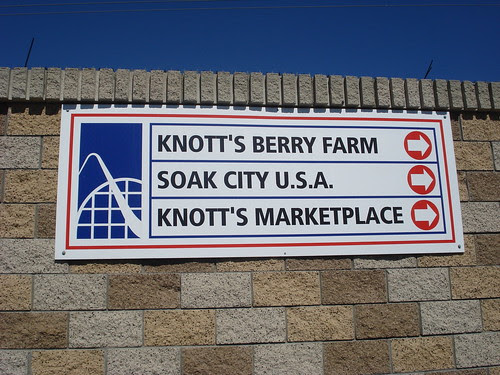 KNOTT'S BERRY FARM
SOAK CITY U.S.A.
KNOTT'S MARKETPLACE